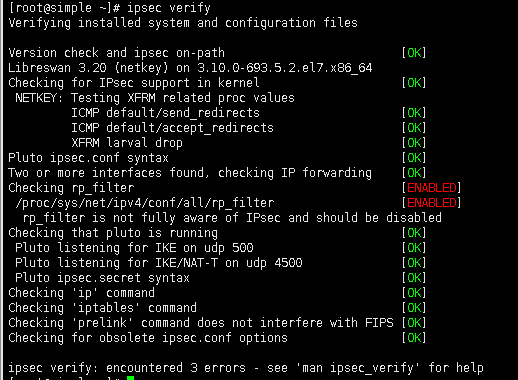 [root@simple ~]# ipsec verify
Verifying installed system and configuration files

Version check and ipsec on-path                         [OK]
Libreswan 3.20 (netkey) on 3.10.0-693.5.2.el7.x86_64
Checking for IPsec support in kernel                    [OK]
 NETKEY: Testing XFRM related proc values
         ICMP default/send_redirects                    [OK]
         ICMP default/accept_redirects                  [OK]
         XFRM larval drop                               [OK]
Pluto ipsec.conf syntax                                 [OK]
Two or more interfaces found, checking IP forwarding    [OK]
Checking rp_filter                                      [ENABLED]
 /proc/sys/net/ipv4/conf/all/rp_filter                  [ENABLED]
  rp_filter is not fully aware of IPsec and should be disabled
Checking that pluto is running                          [OK]
 Pluto listening for IKE on udp 500                     [OK]
 Pluto listening for IKE/NAT-T on udp 4500              [OK]
 Pluto ipsec.secret syntax                              [OK]
Checking 'ip' command                                   [OK]
Checking 'iptables' command                             [OK]
Checking 'prelink' command does not interfere with FIPS [OK]
Checking for obsolete ipsec.conf options                [OK]

ipsec verify: encountered 3 errors - see 'man ipsec_verify' for help